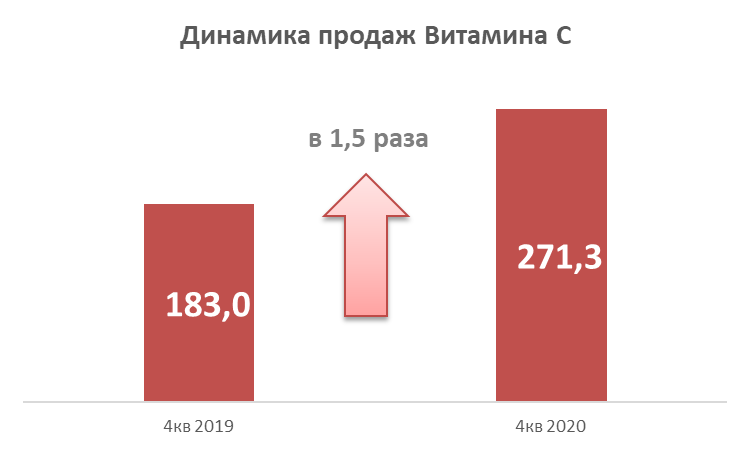 Динамика продаж Витамина С
в 1,5 раза
183,0
271,3
4кв 2019
4кв 2020